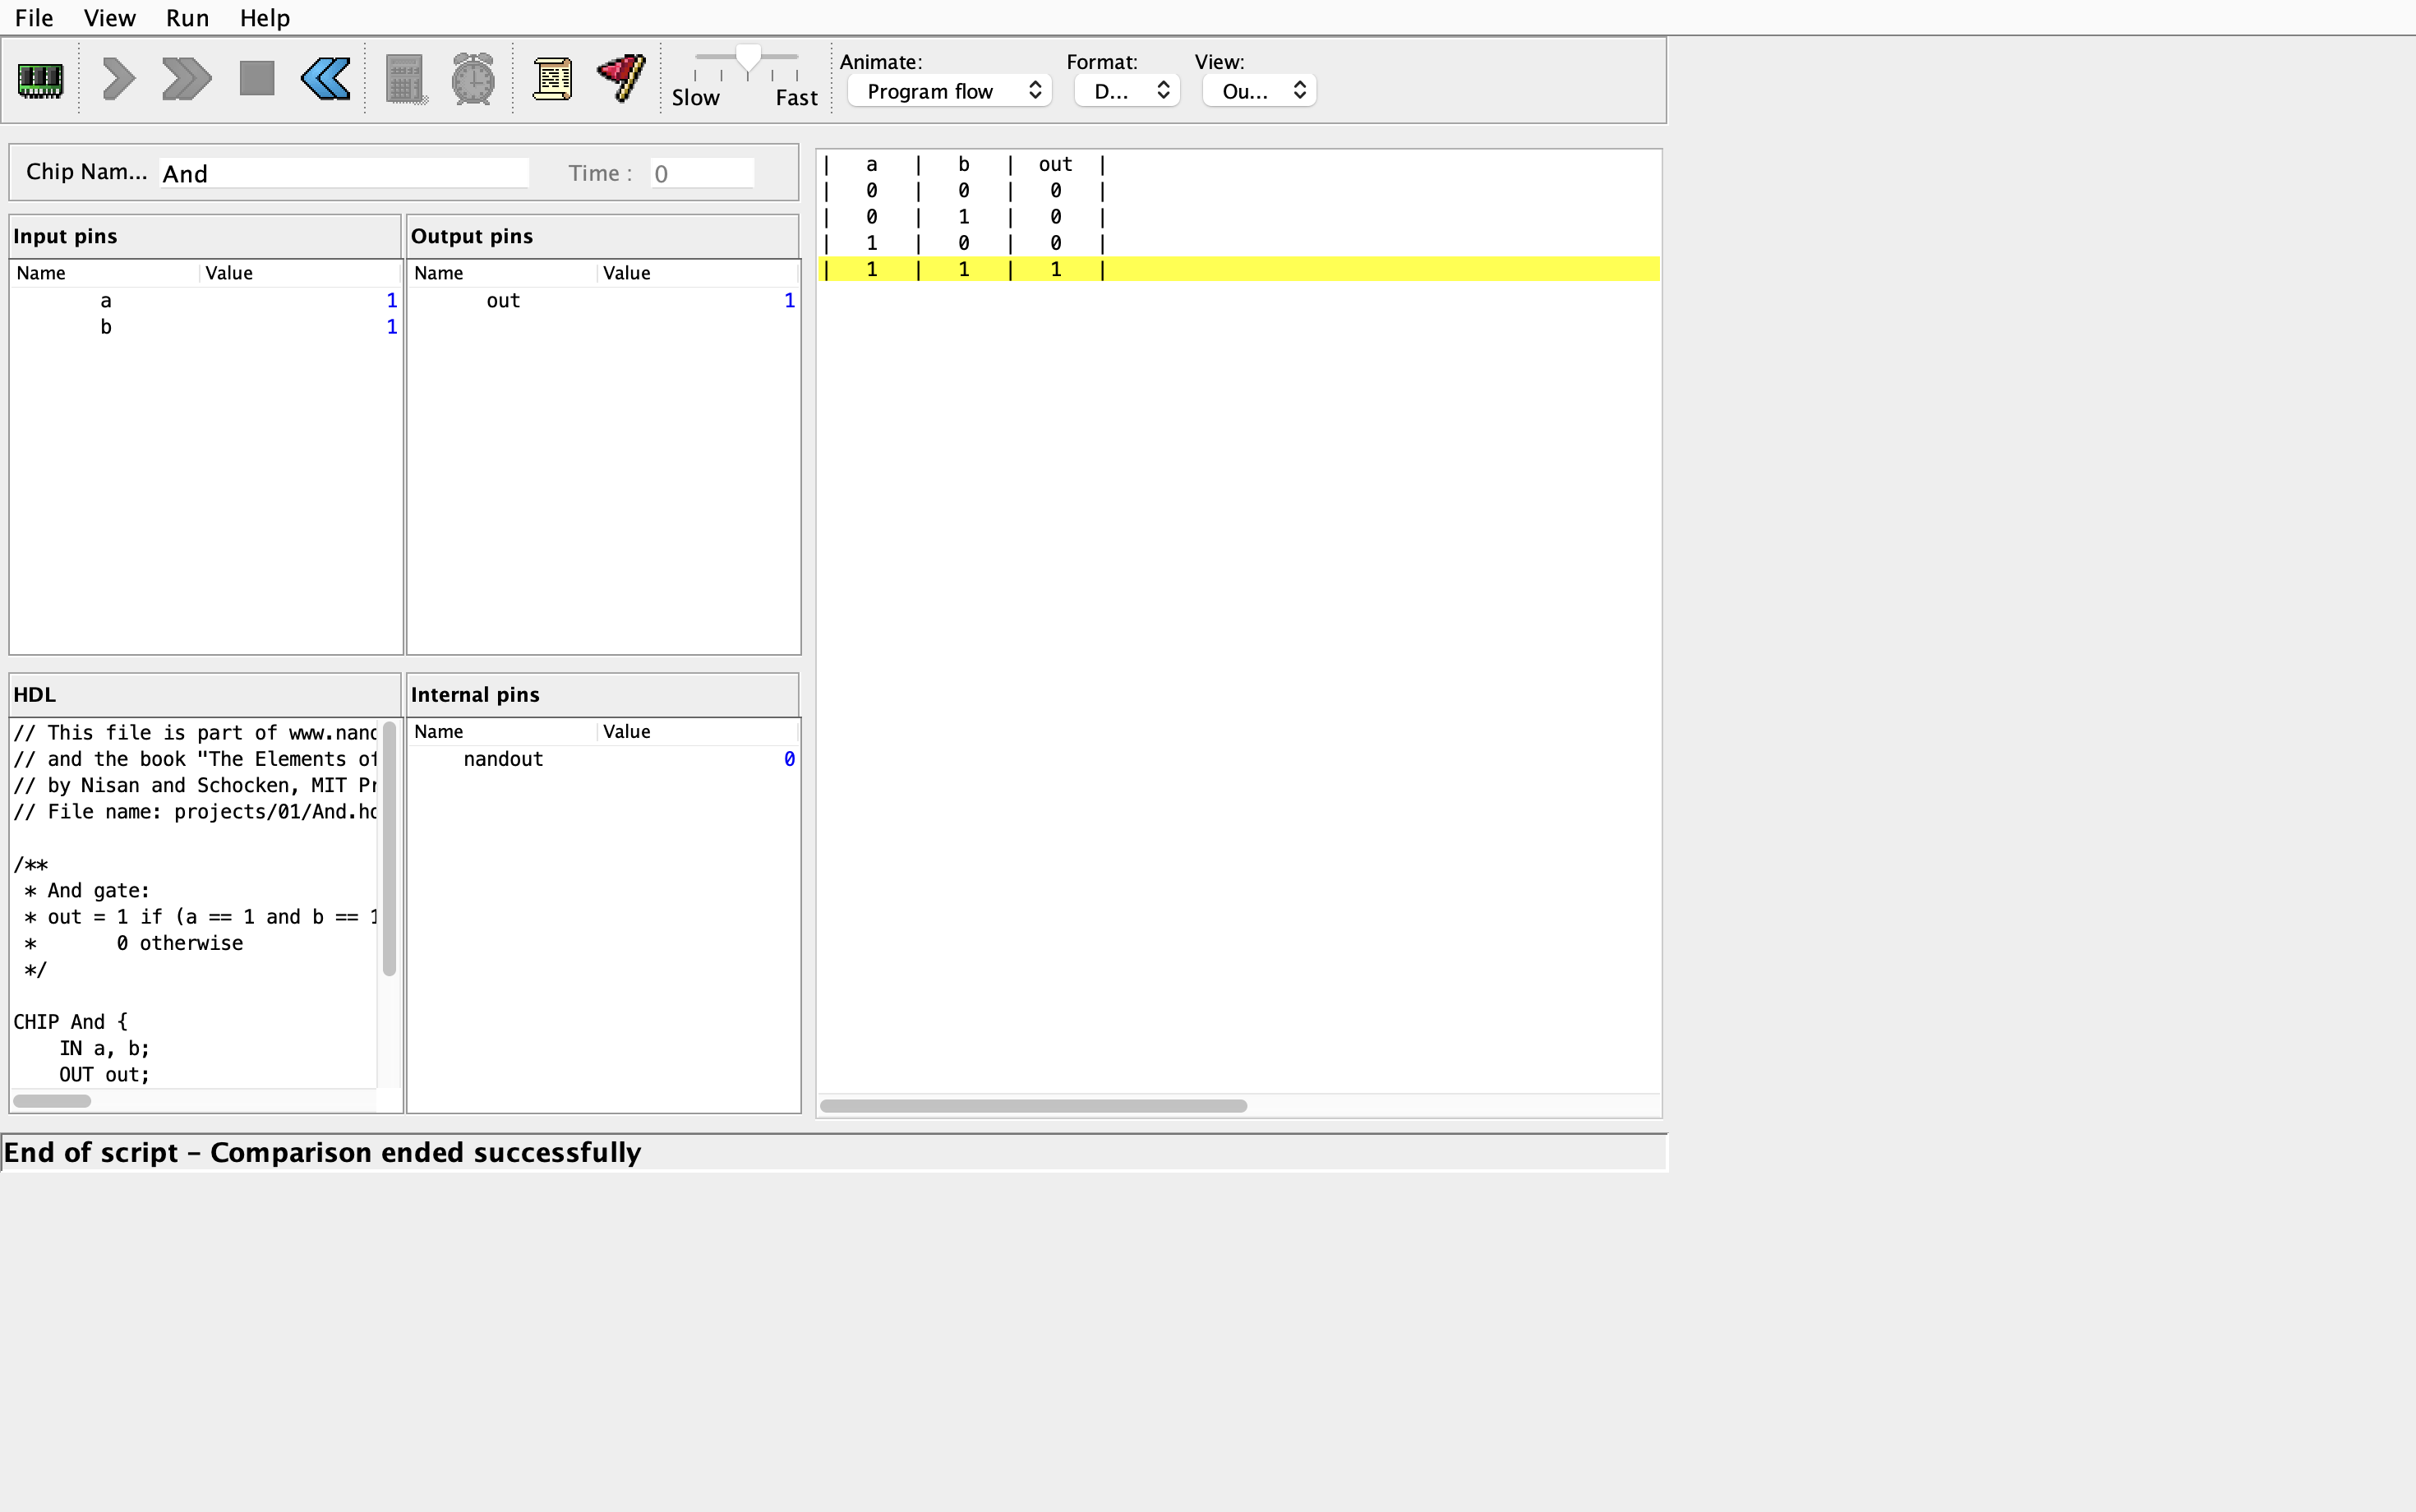 File View Run Help
Slow Fast
Animate: Format: View:
Program flow D... Ou...
Chip Nam... And Time : 0
Input pins
Name Value
a 1
b 1
Output pins
Name Value
out 1
HDL
// This file is part of www.nand
// and the book "The Elements of
// by Nisan and Schocken, MIT Pr
// File name: projects/01/And.hd
/**
* And gate:
* out = 1 if (a == 1 and b == 1
* 0 otherwise
*/
CHIP And {
IN a, b;
OUT out;
Internal pins
Name Value
nandout 0
| a | b | out |
| 0 | 0 | 0 |
| 0 | 1 | 0 |
| 1 | 0 | 0 |
| 1 | 1 | 1 |
End of script – Comparison ended successfully